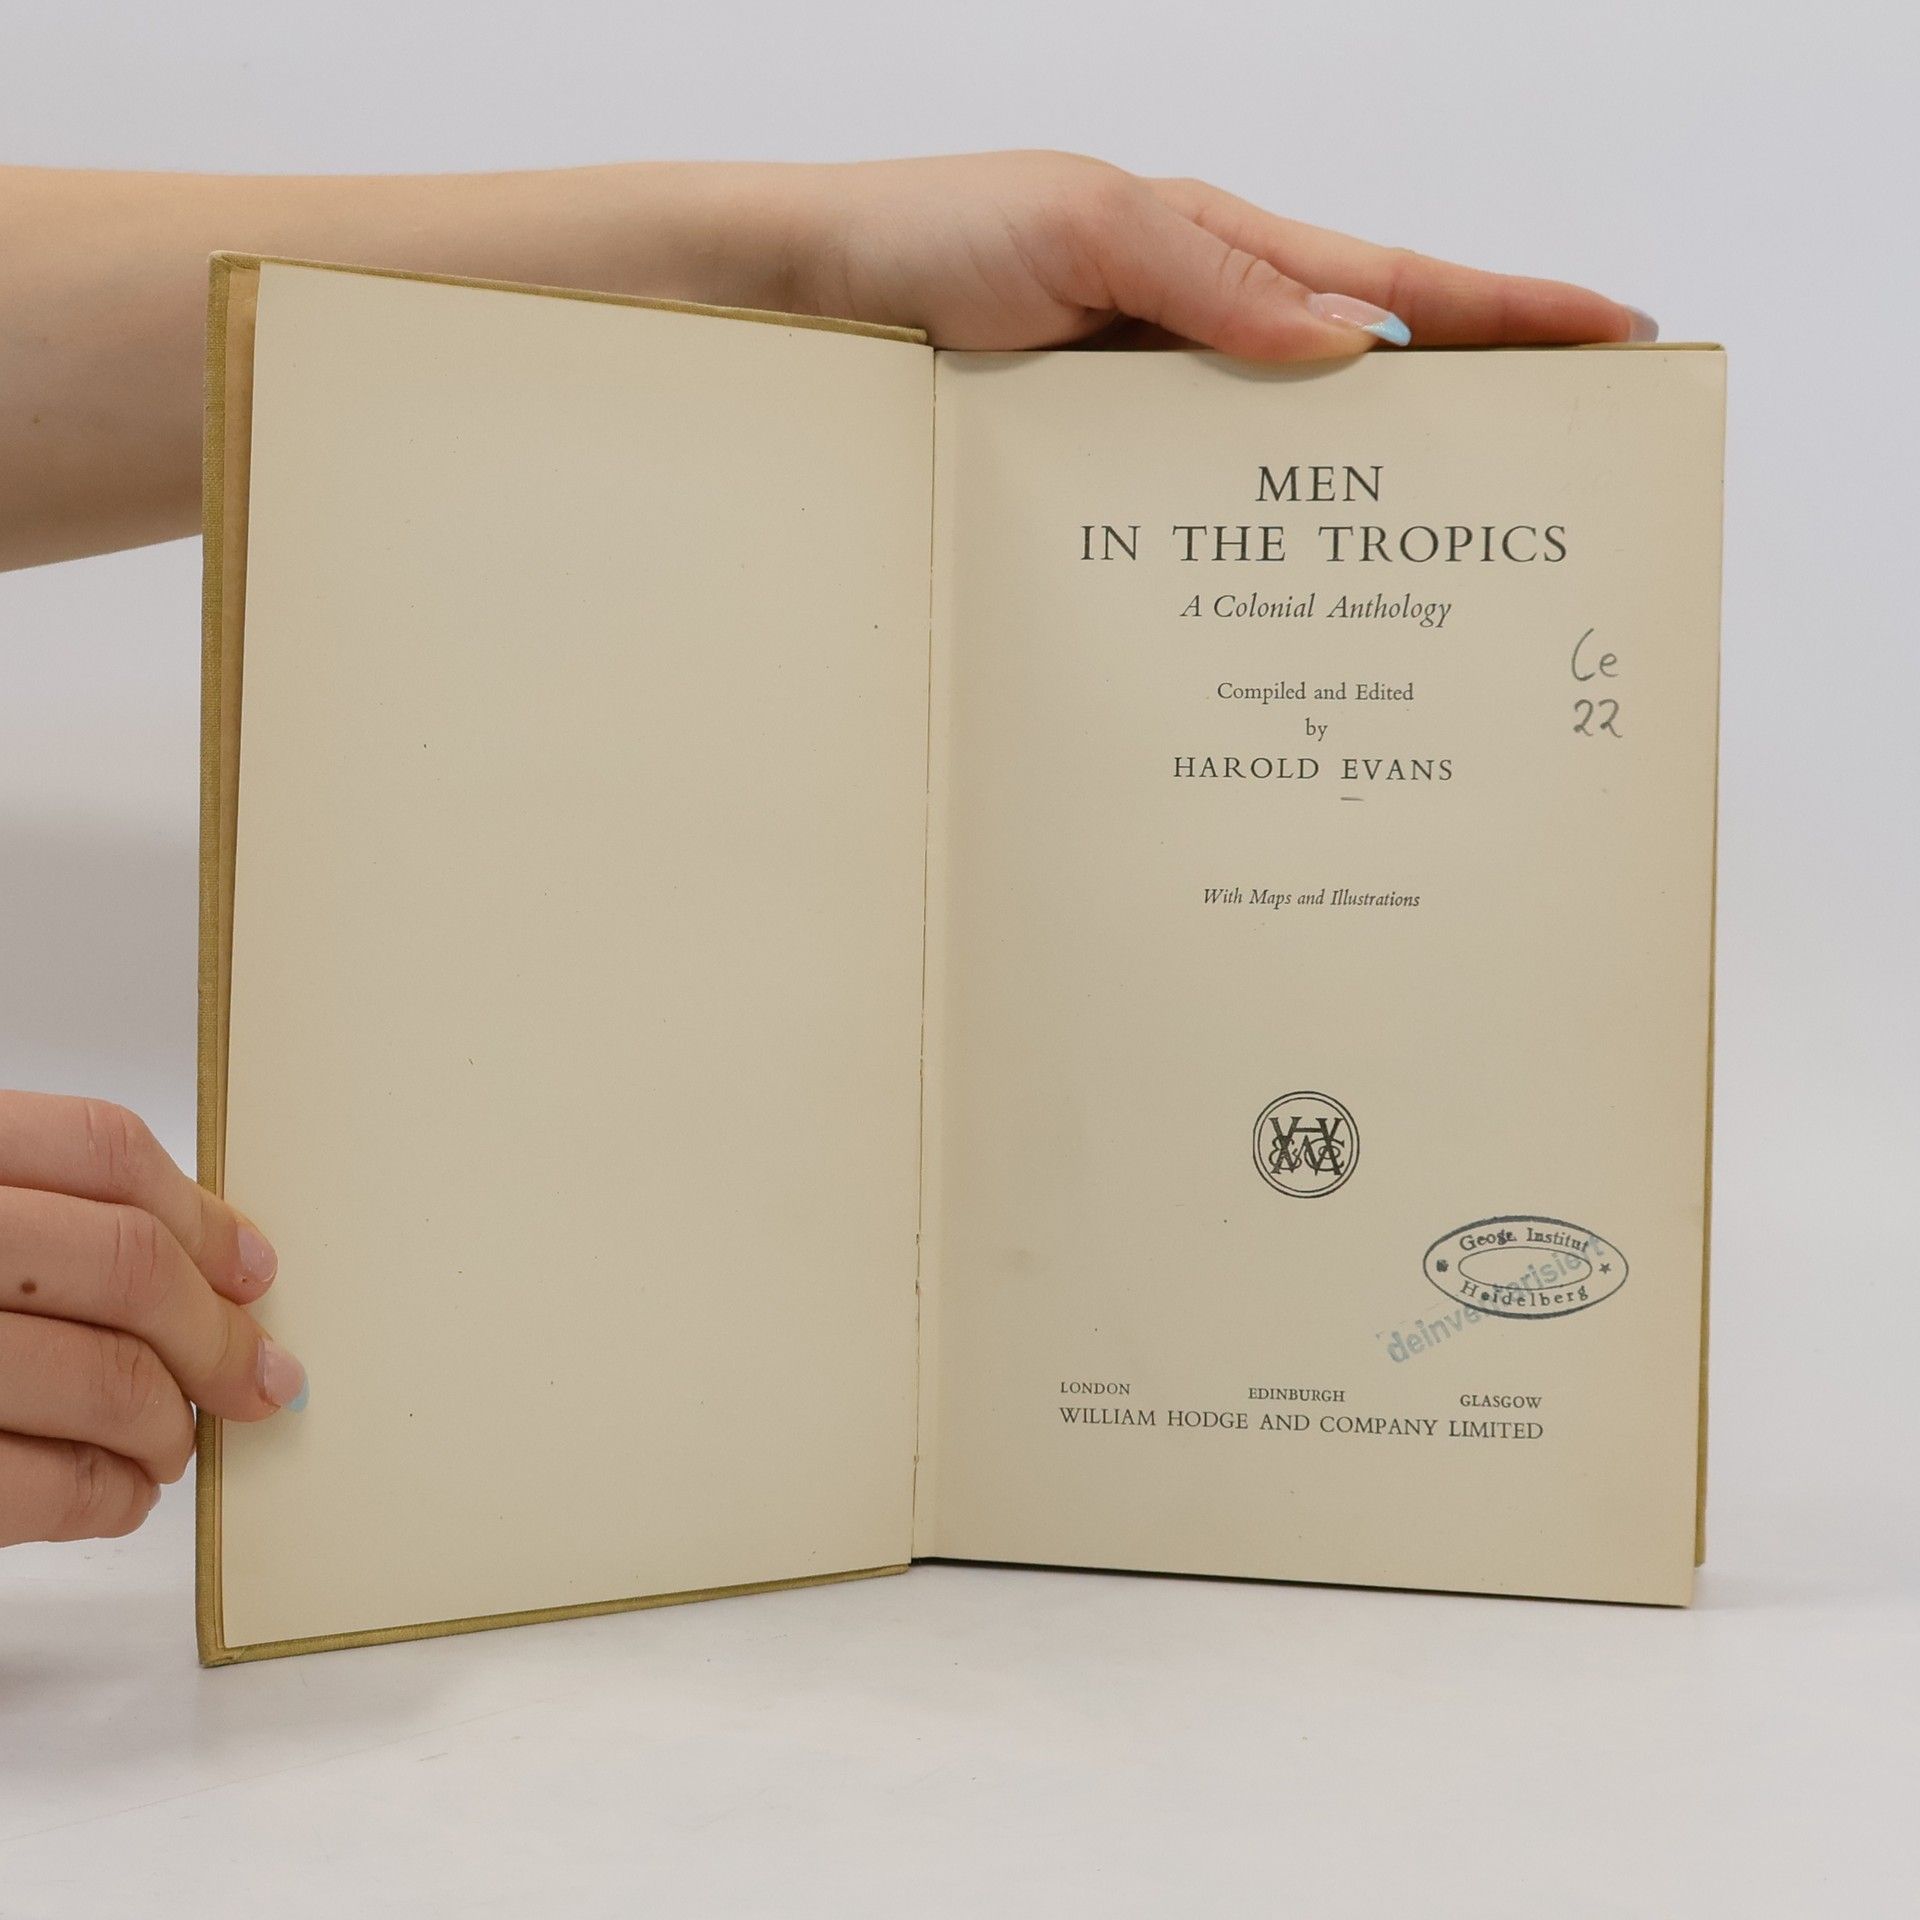 MEN
IN THE TROPICS
A Colonial Anthology
Ce
22
Compiled and Edited
by
HAROLD EVANS
With Maps and Illustrations
Geogr. Institut
Heidelberg
deinventarisiert
LONDON EDINBURGH GLASGOW
WILLIAM HODGE AND COMPANY LIMITED